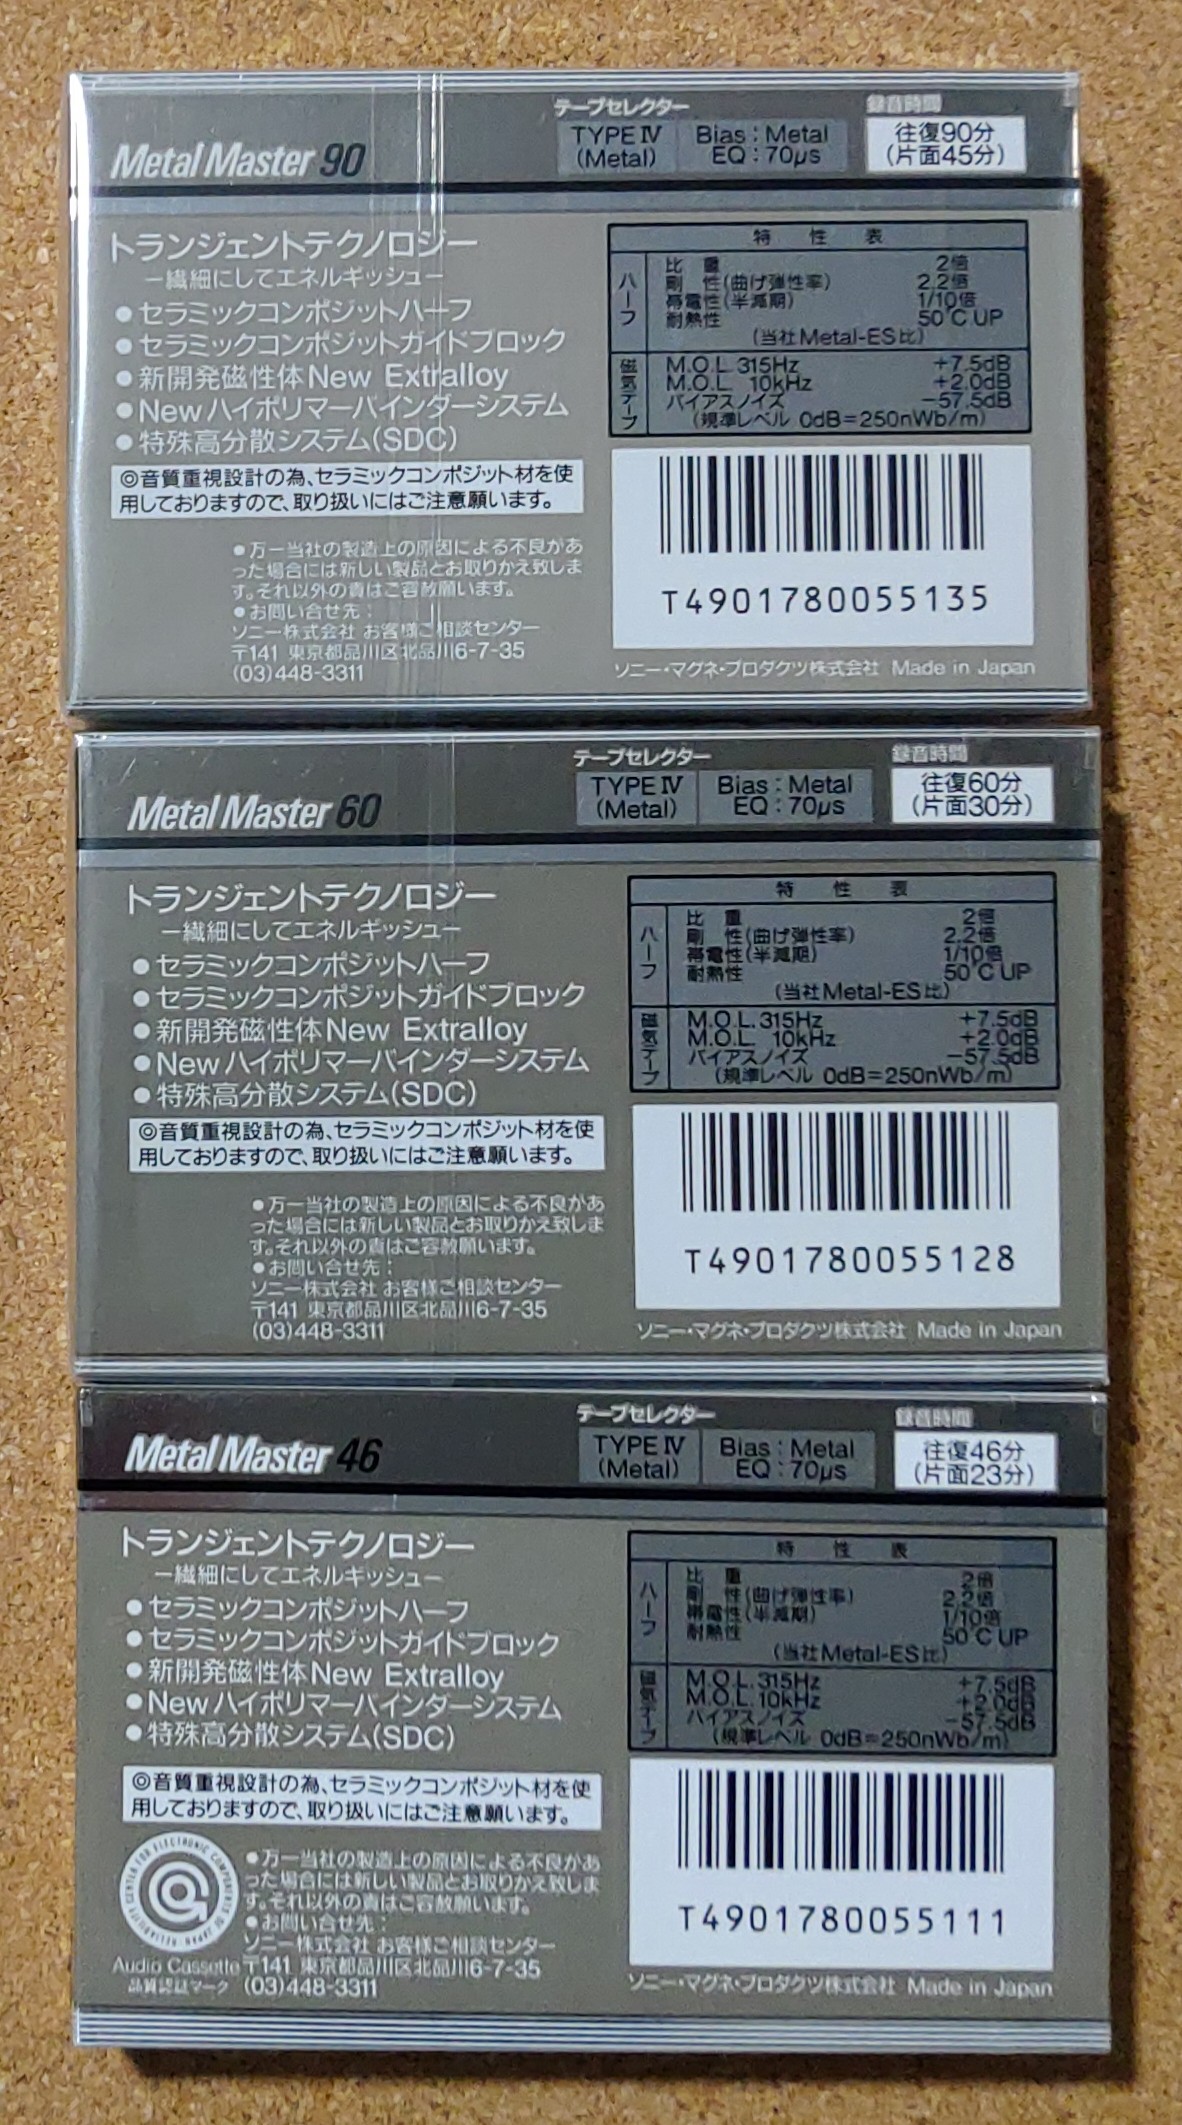 Metal Master 90
テープセレクター
TYPE Ⅳ
(Metal)
Bias : Metal
EQ : 70μs
録音時間
往復90分
(片面45分)
トランジェントテクノロジー
―繊細にしてエネルギッシュ―
●セラミックコンポジットハーフ
●セラミックコンポジットガイドブロック
●新開発磁性体New Extralloy
●Newハイポリマーバインダーシステム
●特殊高分散システム(SDC)
◎音質重視設計の為、セラミックコンポジット材を使
用しておりますので、取り扱いにはご注意願います。
●万一当社の製造上の原因による不良があ
った場合には新しい製品とお取りかえ致しま
す。それ以外の責はご容赦願います。
●お問い合せ先：
ソニー株式会社 お客様ご相談センター
〒141 東京都品川区北品川6-7-35
(03)448-3311
特 性 表
ハーフ
比 重 2倍
剛 性(曲げ弾性率) 2.2倍
帯電性(半減期) 1/10倍
耐熱性 50℃UP
(当社Metal-ES比)
磁気テープ
M.O.L. 315Hz +7.5dB
M.O.L. 10kHz +2.0dB
バイアスノイズ −57.5dB
(規準レベル 0dB=250nWb/m)
T4901780055135
ソニー・マグネ・プロダクツ株式会社 Made in Japan
Metal Master 60
テープセレクター
TYPE Ⅳ
(Metal)
Bias : Metal
EQ : 70μs
録音時間
往復60分
(片面30分)
トランジェントテクノロジー
―繊細にしてエネルギッシュ―
●セラミックコンポジットハーフ
●セラミックコンポジットガイドブロック
●新開発磁性体New Extralloy
●Newハイポリマーバインダーシステム
●特殊高分散システム(SDC)
◎音質重視設計の為、セラミックコンポジット材を使
用しておりますので、取り扱いにはご注意願います。
●万一当社の製造上の原因による不良があ
った場合には新しい製品とお取りかえ致しま
す。それ以外の責はご容赦願います。
●お問い合せ先：
ソニー株式会社 お客様ご相談センター
〒141 東京都品川区北品川6-7-35
(03)448-3311
特 性 表
ハーフ
比 重 2倍
剛 性(曲げ弾性率) 2.2倍
帯電性(半減期) 1/10倍
耐熱性 50℃UP
(当社Metal-ES比)
磁気テープ
M.O.L. 315Hz +7.5dB
M.O.L. 10kHz +2.0dB
バイアスノイズ −57.5dB
(規準レベル 0dB=250nWb/m)
T4901780055128
ソニー・マグネ・プロダクツ株式会社 Made in Japan
Metal Master 46
テープセレクター
TYPE Ⅳ
(Metal)
Bias : Metal
EQ : 70μs
録音時間
往復46分
(片面23分)
トランジェントテクノロジー
―繊細にしてエネルギッシュ―
●セラミックコンポジットハーフ
●セラミックコンポジットガイドブロック
●新開発磁性体New Extralloy
●Newハイポリマーバインダーシステム
●特殊高分散システム(SDC)
◎音質重視設計の為、セラミックコンポジット材を使
用しておりますので、取り扱いにはご注意願います。
RELIABILITY CENTER FOR ELECTRONIC COMPONENTS OF JAPAN
Audio Cassette
品質認証マーク
●万一当社の製造上の原因による不良があ
った場合には新しい製品とお取りかえ致しま
す。それ以外の責はご容赦願います。
●お問い合せ先：
ソニー株式会社 お客様ご相談センター
〒141 東京都品川区北品川6-7-35
(03)448-3311
特 性 表
ハーフ
比 重 2倍
剛 性(曲げ弾性率) 2.2倍
帯電性(半減期) 1/10倍
耐熱性 50℃UP
(当社Metal-ES比)
磁気テープ
M.O.L. 315Hz +7.5dB
M.O.L. 10kHz +2.0dB
バイアスノイズ −57.5dB
(規準レベル 0dB=250nWb/m)
T4901780055111
ソニー・マグネ・プロダクツ株式会社 Made in Japan